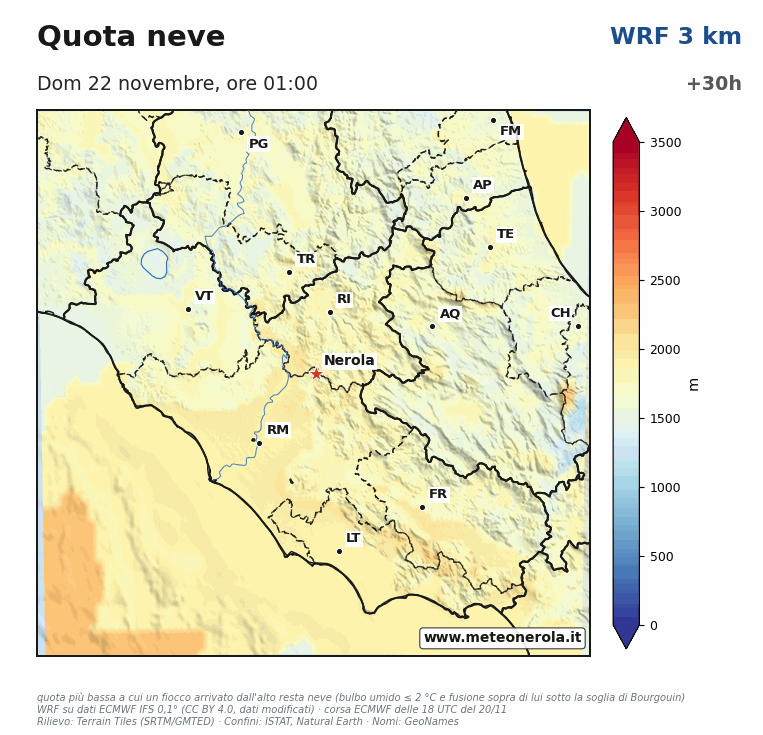 Quota neve
WRF 3 km
Dom 22 novembre, ore 01:00
+30h
FM
PG
AP
TE
TR
VT
RI
AQ
CH
Nerola
RM
FR
LT
www.meteonerola.it
3500
3000
2500
2000
1500
1000
500
0
m
quota più bassa a cui un fiocco arrivato dall'alto resta neve (bulbo umido ≤ 2 °C e fusione sopra di lui sotto la soglia di Bourgouin)
WRF su dati ECMWF IFS 0,1° (CC BY 4.0, dati modificati) · corsa ECMWF delle 18 UTC del 20/11
Rilievo: Terrain Tiles (SRTM/GMTED) · Confini: ISTAT, Natural Earth · Nomi: GeoNames